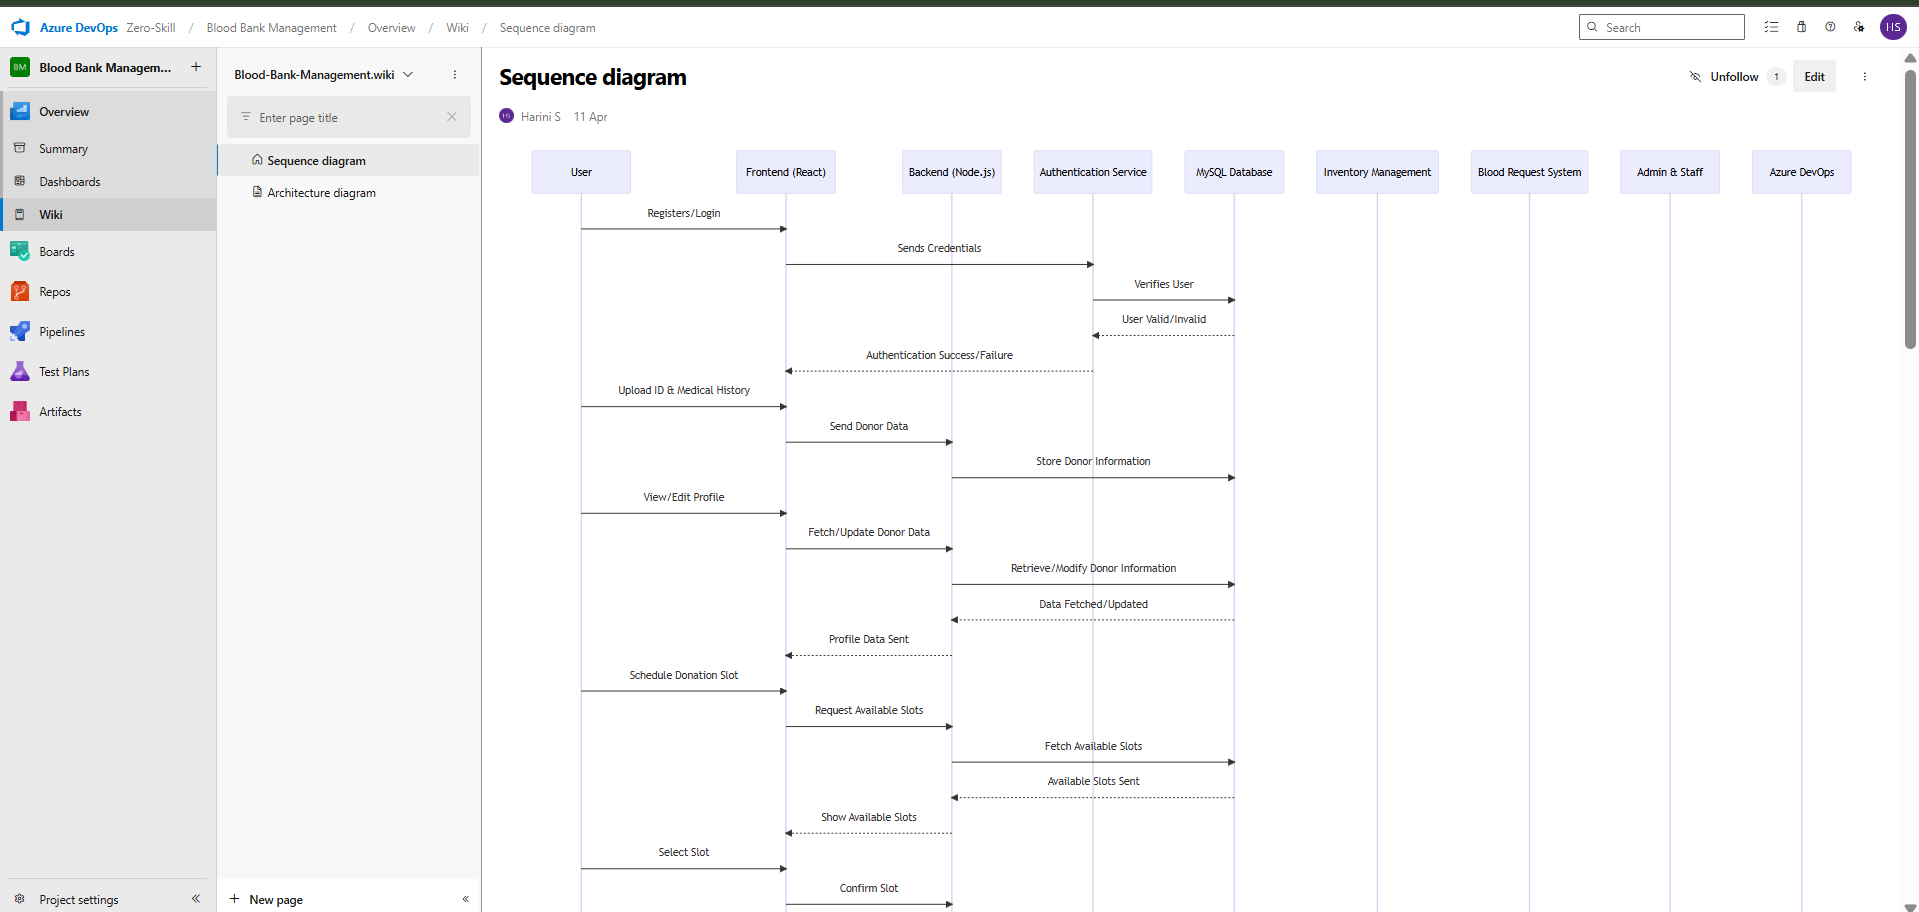 Azure DevOps Zero-Skill / Blood Bank Management / Overview / Wiki / Sequence diagram
Search
HS
BM Blood Bank Managem... +
Overview
Summary
Dashboards
Wiki
Boards
Repos
Pipelines
Test Plans
Artifacts
Project settings
Blood-Bank-Management.wiki
Enter page title
Sequence diagram
Architecture diagram
+ New page
Sequence diagram
Unfollow 1
Edit
HS Harini S 11 Apr
User
Frontend (React)
Backend (Node.js)
Authentication Service
MySQL Database
Inventory Management
Blood Request System
Admin & Staff
Azure DevOps
Registers/Login
Sends Credentials
Verifies User
User Valid/Invalid
Authentication Success/Failure
Upload ID & Medical History
Send Donor Data
Store Donor Information
View/Edit Profile
Fetch/Update Donor Data
Retrieve/Modify Donor Information
Data Fetched/Updated
Profile Data Sent
Schedule Donation Slot
Request Available Slots
Fetch Available Slots
Available Slots Sent
Show Available Slots
Select Slot
Confirm Slot